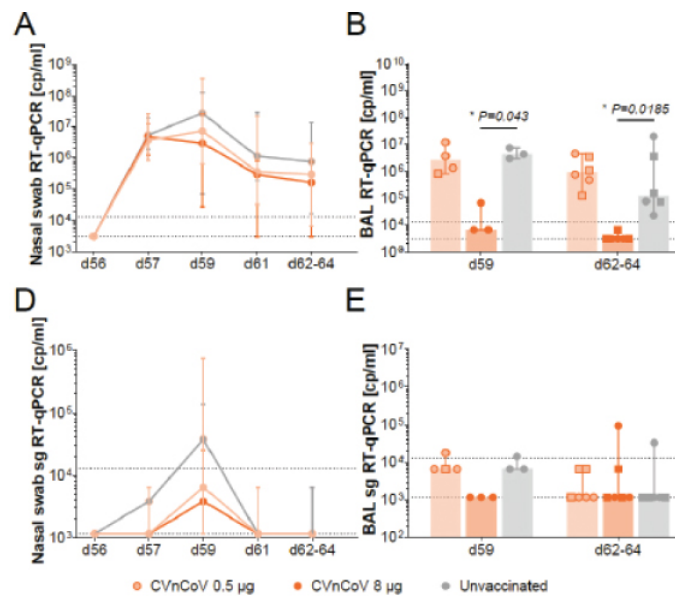 A
Nasal swab RT-qPCR [cp/ml]
10⁹
10⁸
10⁷
10⁶
10⁵
10⁴
10³
d56 d57 d59 d61 d62-64
B
BAL RT-qPCR [cp/ml]
10¹⁰
10⁹
10⁸
10⁷
10⁶
10⁵
10⁴
* P=0.043
* P=0.0185
d59 d62-64
D
Nasal swab sg RT-qPCR [cp/ml]
10⁶
10⁵
10⁴
10³
d56 d57 d59 d61 d62-64
E
BAL sg RT-qPCR [cp/ml]
10⁷
10⁶
10⁵
10⁴
10³
10²
d59 d62-64
CVnCoV 0.5 µg CVnCoV 8 µg Unvaccinated